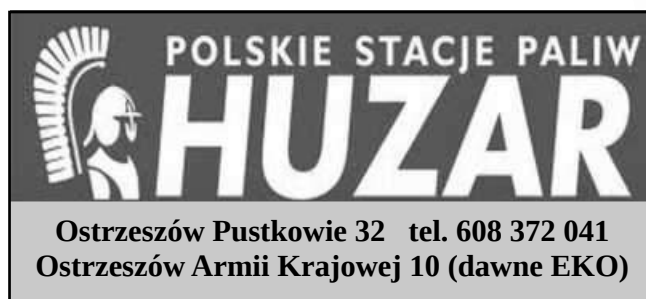 POLSKIE STACJE PALIW
HUZAR
Ostrzeszów Pustkowie 32 tel. 608 372 041
Ostrzeszów Armii Krajowej 10 (dawne EKO)